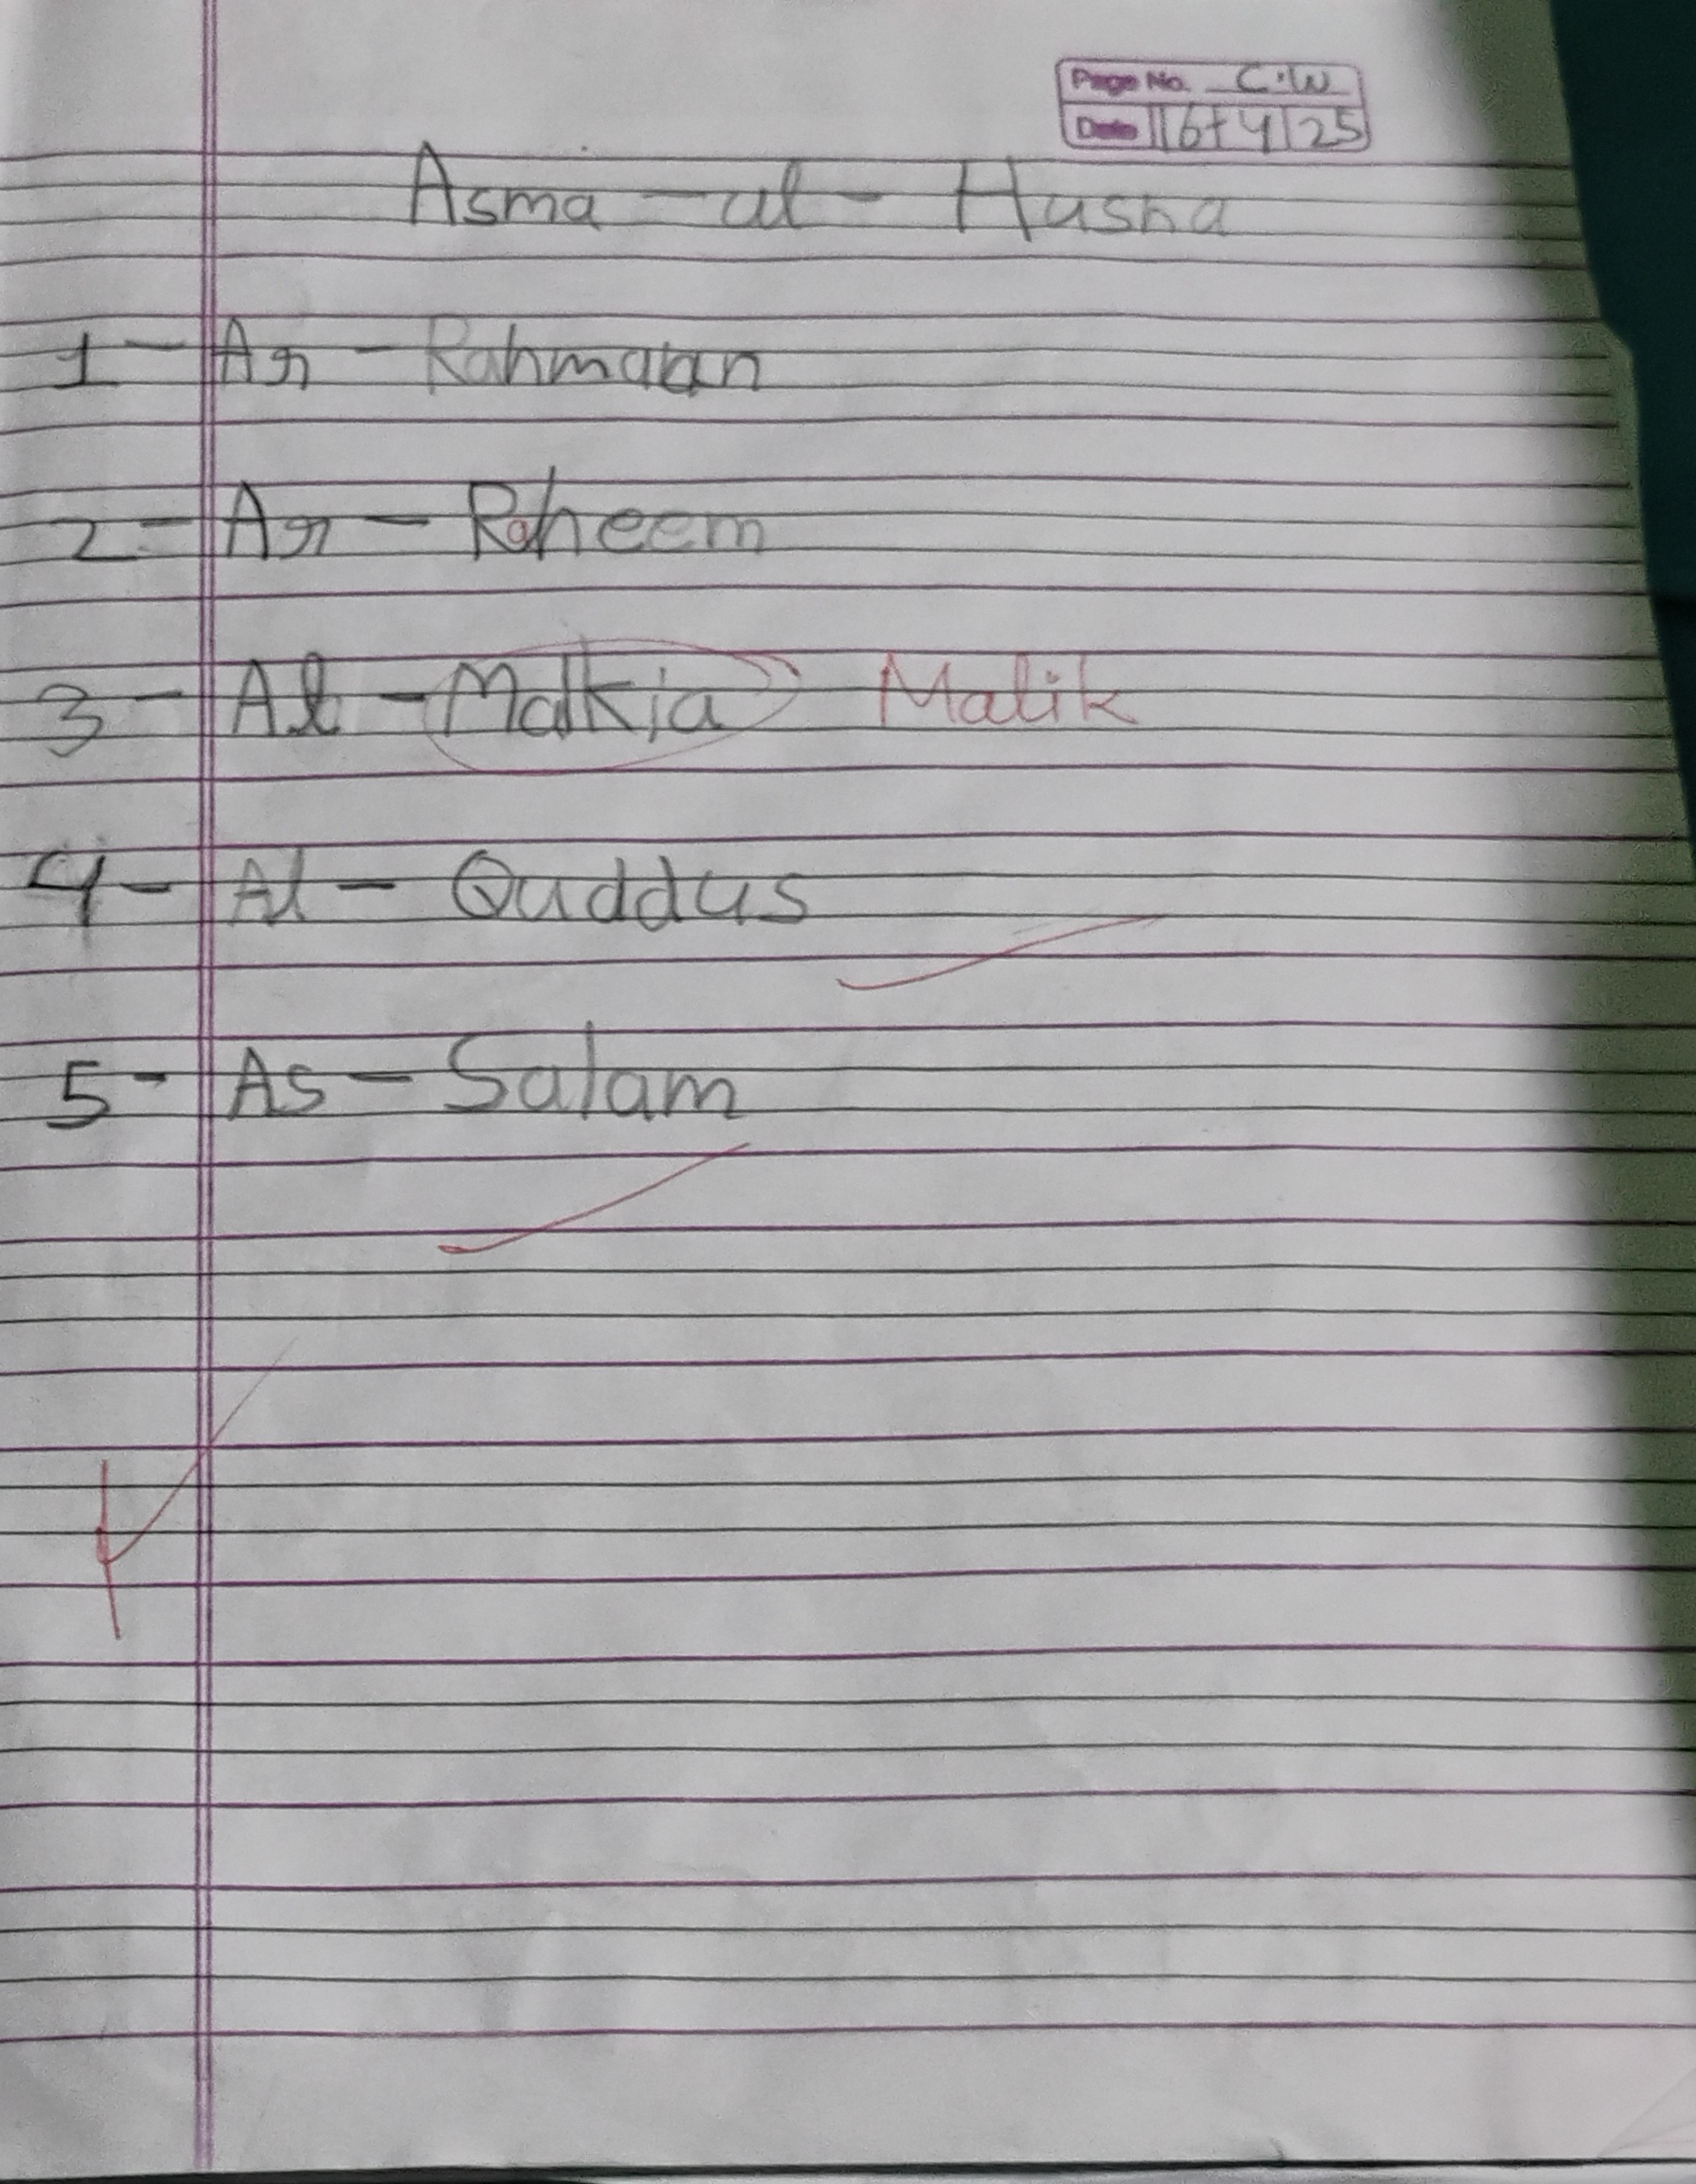 Page No. C.W
Date 16+4/25
Asma-al-Husna
1- Ar-Rahmaan
2- Ar-Raheem
3- Al-Malkia Malik
4- Al-Quddus
5- As-Salam